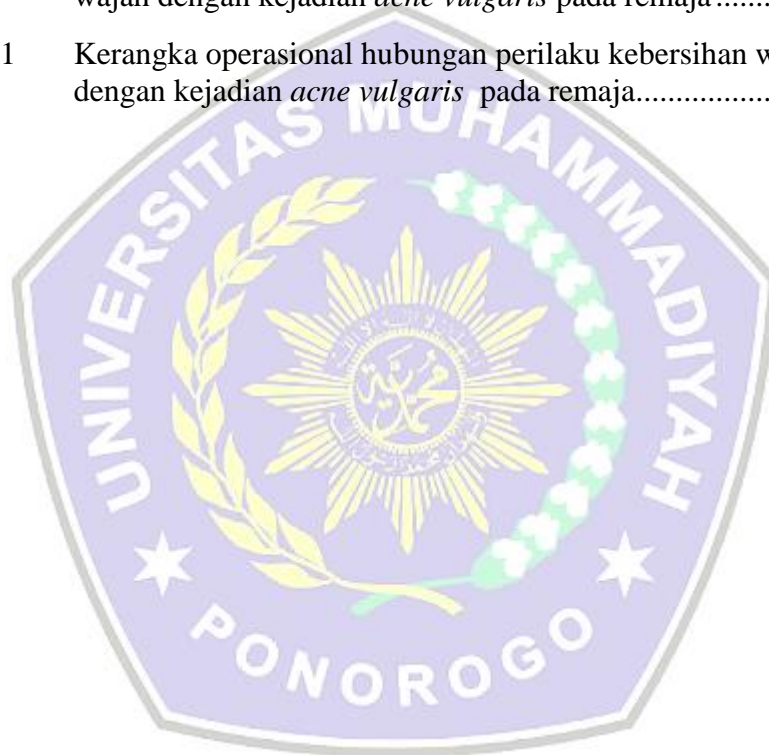 wajah dengan kejadian acne vulgaris pada remaja.......
1 Kerangka operasional hubungan perilaku kebersihan w
dengan kejadian acne vulgaris pada remaja.................
UNIVERSITAS MUHAMMADIYAH
PONOROGO